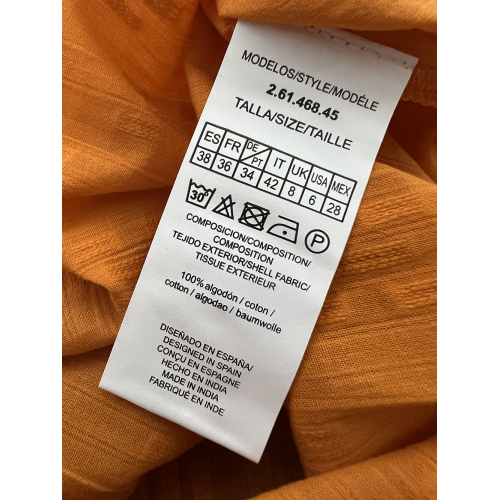 MODELOS/STYLE/MODÉLE
2.61.468.45
TALLA/SIZE/TAILLE
ES FR DE/PT IT UK USA MEX
38 36 34 42 8 6 28
30° P
COMPOSICION/COMPOSITION/
COMPOSITION
TEJIDO EXTERIOR/SHELL FABRIC/
TISSUE EXTERIEUR
100% algodón / coton /
cotton / algodao / baumwolle
DISEÑADO EN ESPAÑA/
DESIGNED IN SPAIN
CONÇU EN ESPAGNE
HECHO EN INDIA
MADE IN INDIA
FABRIQUÉ EN INDE